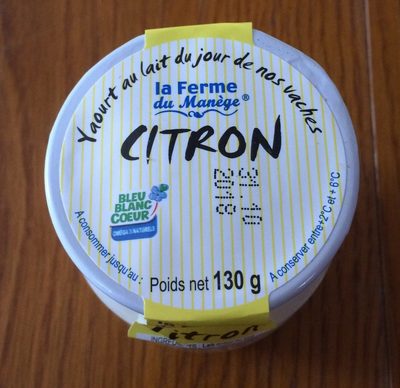 Yaourt au lait du jour de nos vaches
la Ferme
du Manège®
CITRON
31-10
2018
BLEU
BLANC
COEUR
OMÉGA 3 NATURELS
A consommer jusqu'au :
Poids net 130 g
A conserver entre +2°C et + 6°C
Citron